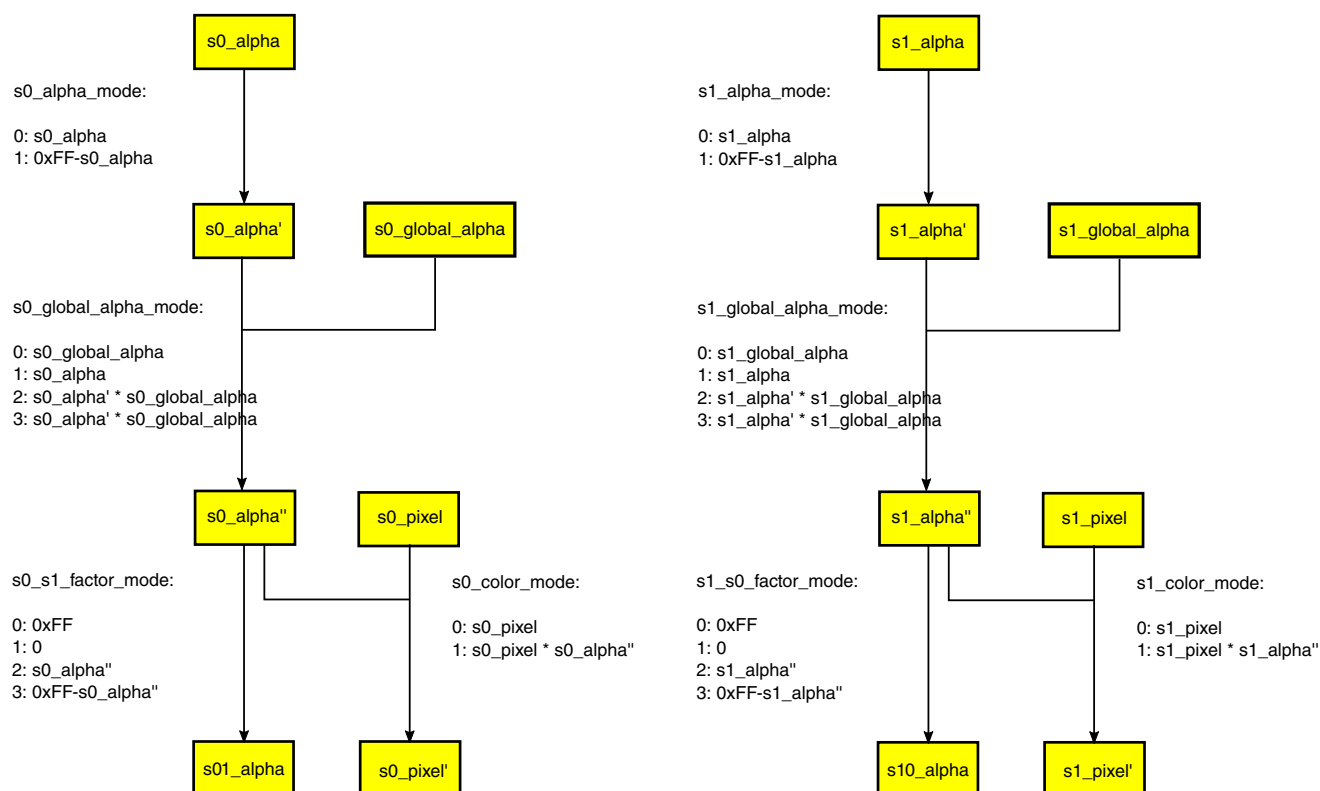 s0_alpha
s0_alpha_mode:
0: s0_alpha
1: 0xFF-s0_alpha
s0_alpha'
s0_global_alpha
s0_global_alpha_mode:
0: s0_global_alpha
1: s0_alpha
2: s0_alpha' * s0_global_alpha
3: s0_alpha' * s0_global_alpha
s0_alpha"
s0_pixel
s0_s1_factor_mode:
0: 0xFF
1: 0
2: s0_alpha"
3: 0xFF-s0_alpha"
s0_color_mode:
0: s0_pixel
1: s0_pixel * s0_alpha"
s01_alpha
s0_pixel'
s1_alpha
s1_alpha_mode:
0: s1_alpha
1: 0xFF-s1_alpha
s1_alpha'
s1_global_alpha
s1_global_alpha_mode:
0: s1_global_alpha
1: s1_alpha
2: s1_alpha' * s1_global_alpha
3: s1_alpha' * s1_global_alpha
s1_alpha"
s1_pixel
s1_s0_factor_mode:
0: 0xFF
1: 0
2: s1_alpha"
3: 0xFF-s1_alpha"
s1_color_mode:
0: s1_pixel
1: s1_pixel * s1_alpha"
s10_alpha
s1_pixel'